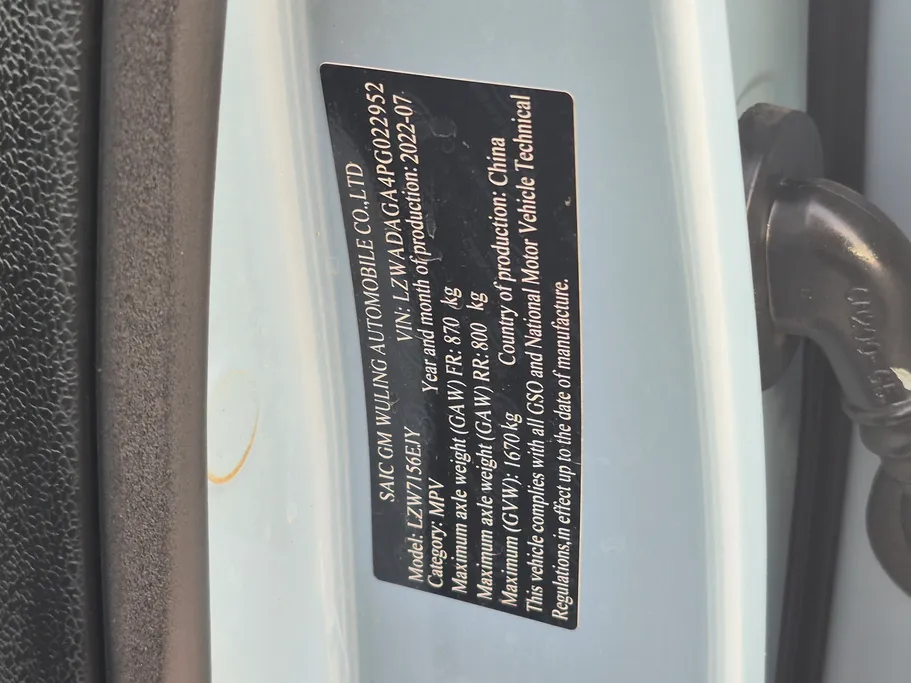 SAIC GM WULING AUTOMOBILE CO.,LTD
Model: LZW7156EJY VIN: LZWADAGA4PG022952
Category: MPV Year and month of production: 2022-07
Maximum axle weight (GAW) FR: 870 kg
Maximum axle weight (GAW) RR: 800 kg
Maximum (GVW): 1670 kg Country of production: China
This vehicle complies with all GSO and National Motor Vehicle Technical
Regulations,in effect up to the date of manufacture.